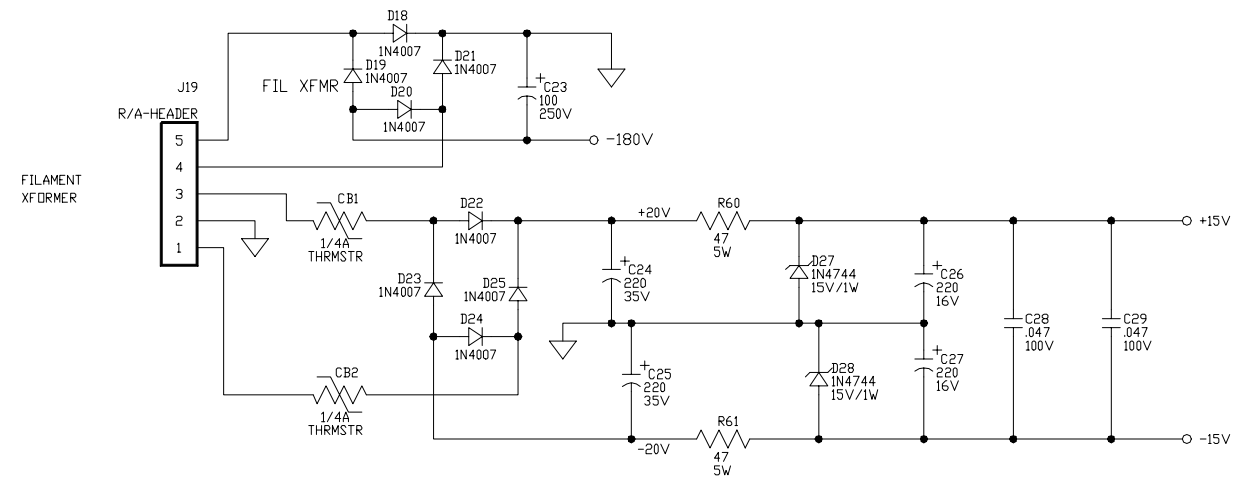 D18
1N4007
D19
1N4007
D21
1N4007
FIL XFMR
D20
1N4007
+
C23
100
250V
-180V
J19
R/A-HEADER
5
4
3
2
1
FILAMENT
XFORMER
CB1
1/4A
THRMSTR
D22
1N4007
+20V
R60
47
5W
+15V
D23
1N4007
D25
1N4007
D24
1N4007
+
C24
220
35V
D27
1N4744
15V/1W
+
C26
220
16V
C28
.047
100V
C29
.047
100V
+
C25
220
35V
D28
1N4744
15V/1W
+
C27
220
16V
CB2
1/4A
THRMSTR
-20V
R61
47
5W
-15V